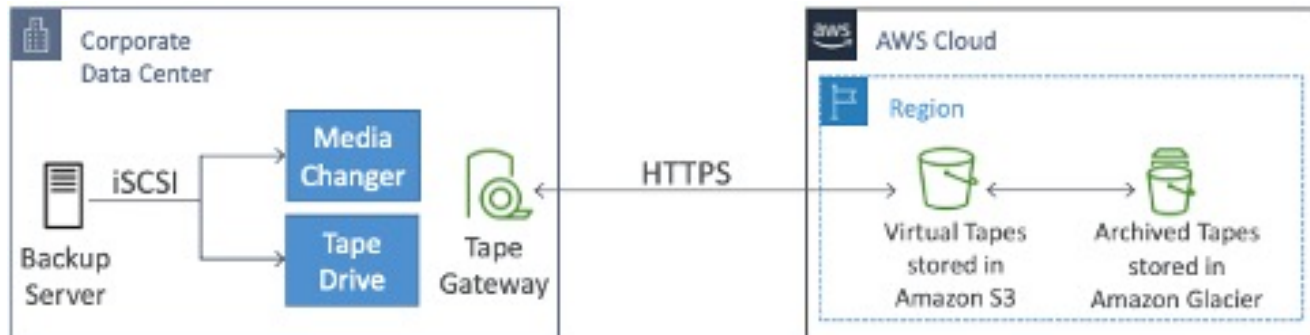 Corporate
Data Center
Media
Changer
iSCSI
Backup
Server
Tape
Drive
Tape
Gateway
HTTPS
aws
AWS Cloud
Region
Virtual Tapes
stored in
Amazon S3
Archived Tapes
stored in
Amazon Glacier